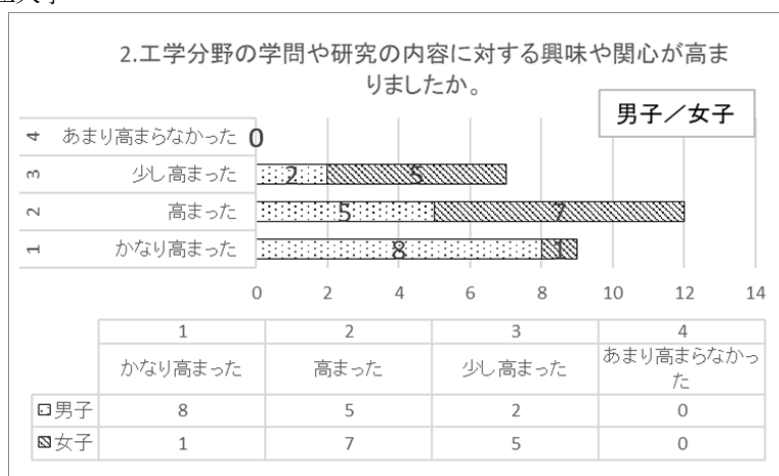 2.工学分野の学問や研究の内容に対する興味や関心が高ま
りましたか。
男子／女子
4 あまり高まらなかった 0
3 少し高まった 2 5
2 高まった 5 7
1 かなり高まった 8 1
0 2 4 6 8 10 12 14
1 2 3 4
かなり高まった 高まった 少し高まった あまり高まらなかっ
た
男子 8 5 2 0
女子 1 7 5 0